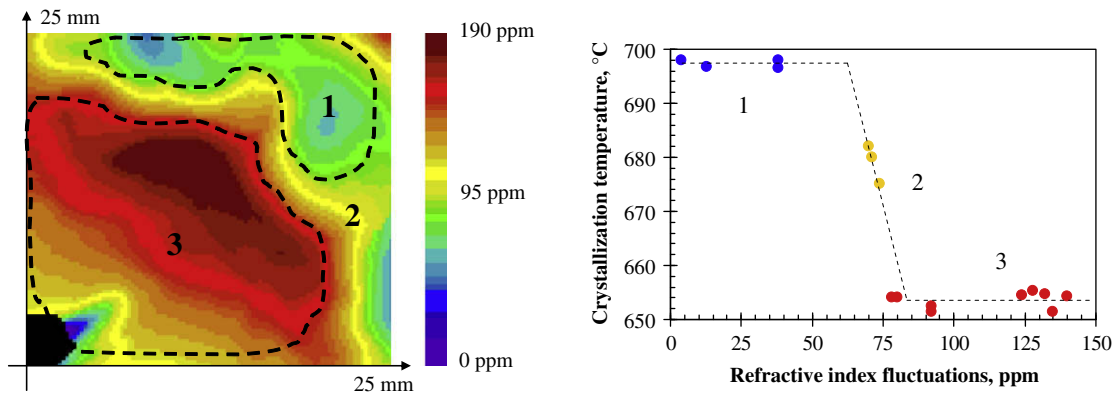 25 mm
190 ppm
1
95 ppm
2
3
0 ppm
25 mm
Crystallization temperature, °C
700
690
680
670
660
650
1
2
3
0
25
50
75
100
125
150
Refractive index fluctuations, ppm